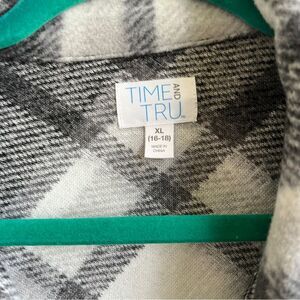 TIME AND
TRU
XL
(16-18)
MADE IN
CHINA